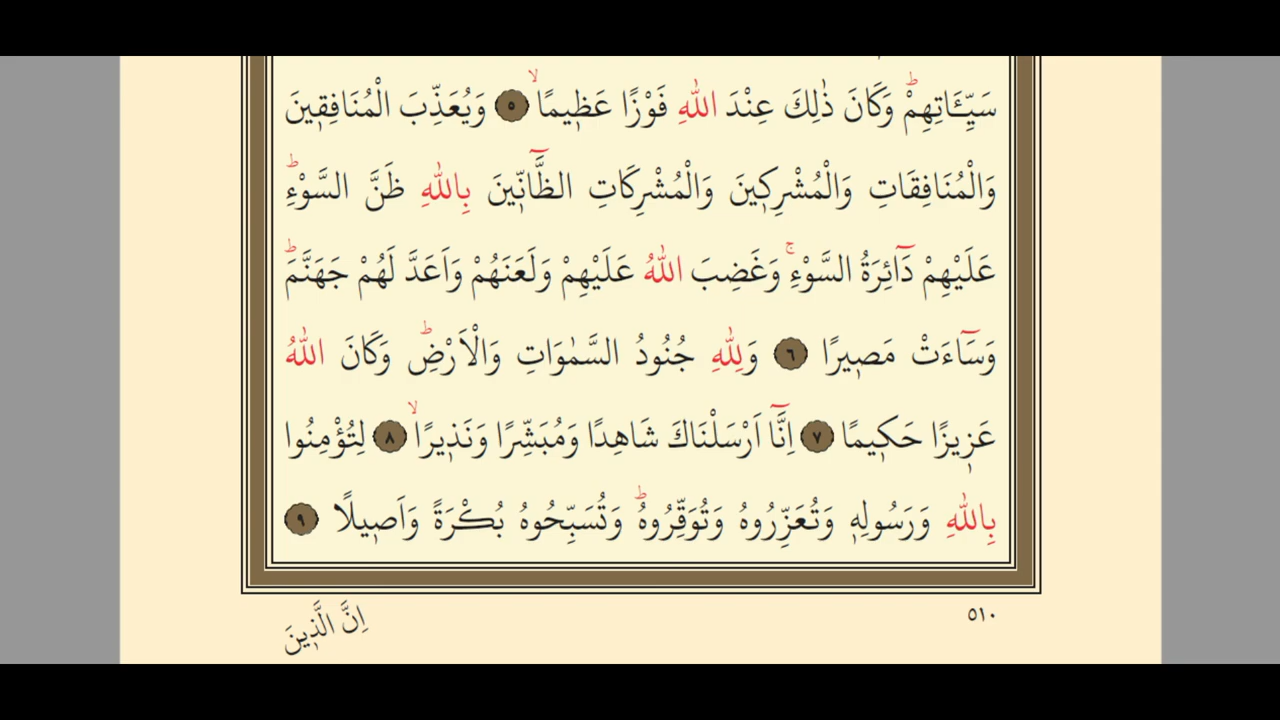 سَيِّـَٔاتِهِمْۜ وَكَانَ ذٰلِكَ عِنْدَ اللّٰهِ فَوْزًا عَظ۪يمًاۙ ﴿٥﴾ وَيُعَذِّبَ الْمُنَافِق۪ينَ
وَالْمُنَافِقَاتِ وَالْمُشْرِك۪ينَ وَالْمُشْرِكَاتِ الظَّٓانّ۪ينَ بِاللّٰهِ ظَنَّ السَّوْءِۜ
عَلَيْهِمْ دَٓائِرَةُ السَّوْءِۚ وَغَضِبَ اللّٰهُ عَلَيْهِمْ وَلَعَنَهُمْ وَاَعَدَّ لَهُمْ جَهَنَّمَۜ
وَسَٓاءَتْ مَص۪يرًا ﴿٦﴾ وَلِلّٰهِ جُنُودُ السَّمٰوَاتِ وَالْاَرْضِۜ وَكَانَ اللّٰهُ
عَز۪يزًا حَك۪يمًا ﴿٧﴾ اِنَّٓا اَرْسَلْنَاكَ شَاهِدًا وَمُبَشِّرًا وَنَذ۪يرًاۙ ﴿٨﴾ لِتُؤْمِنُوا
بِاللّٰهِ وَرَسُولِه۪ وَتُعَزِّرُوهُ وَتُوَقِّرُوهُۜ وَتُسَبِّحُوهُ بُكْرَةً وَاَص۪يلًا ﴿٩﴾
٥١٠
اِنَّ الَّذ۪ينَ